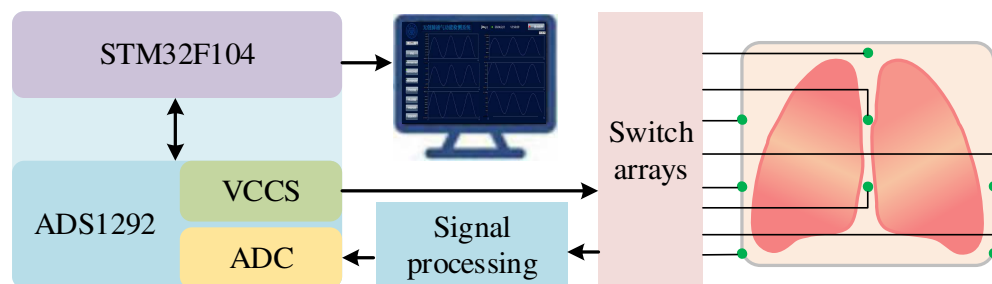 STM32F104
Switch
arrays
VCCS
ADS1292
Signal
processing
ADC